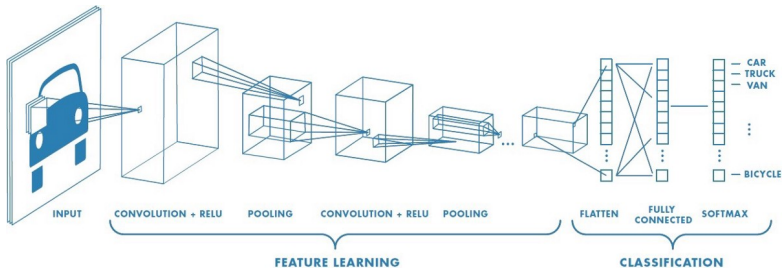 CAR
TRUCK
VAN
BICYCLE
INPUT
CONVOLUTION + RELU
POOLING
CONVOLUTION + RELU
POOLING
FLATTEN
FULLY
CONNECTED
SOFTMAX
FEATURE LEARNING
CLASSIFICATION